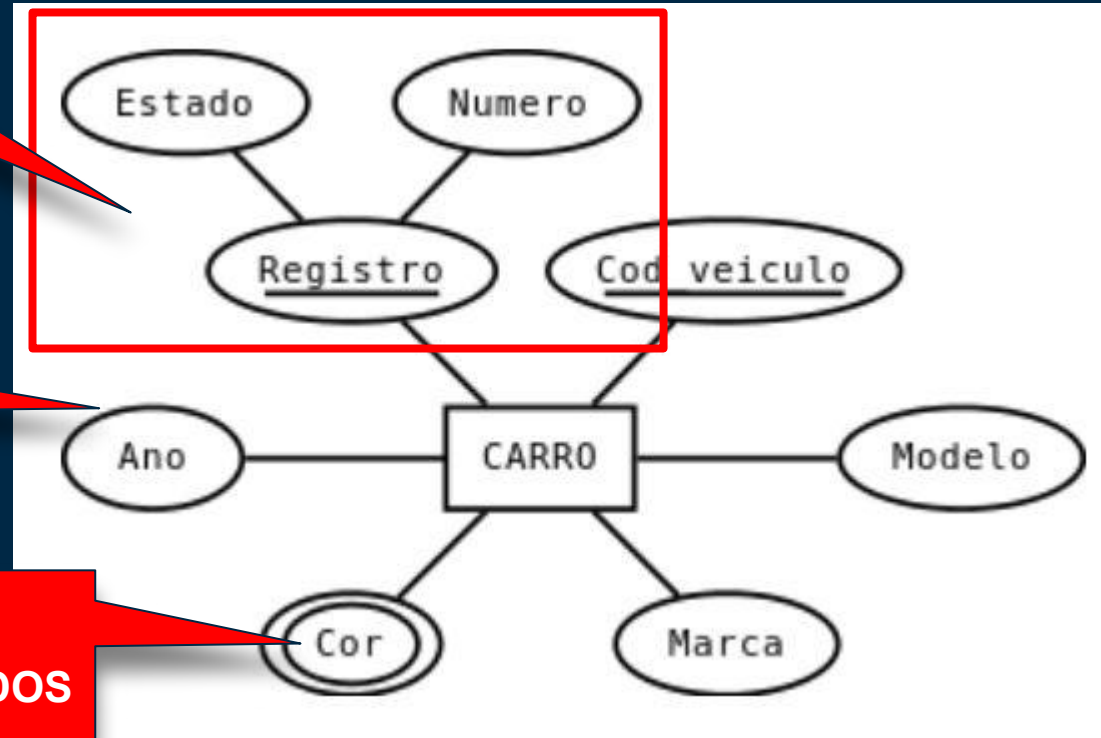 Estado
Numero
Registro
Cod veiculo
Ano
CARRO
Modelo
Cor
Marca
DOS